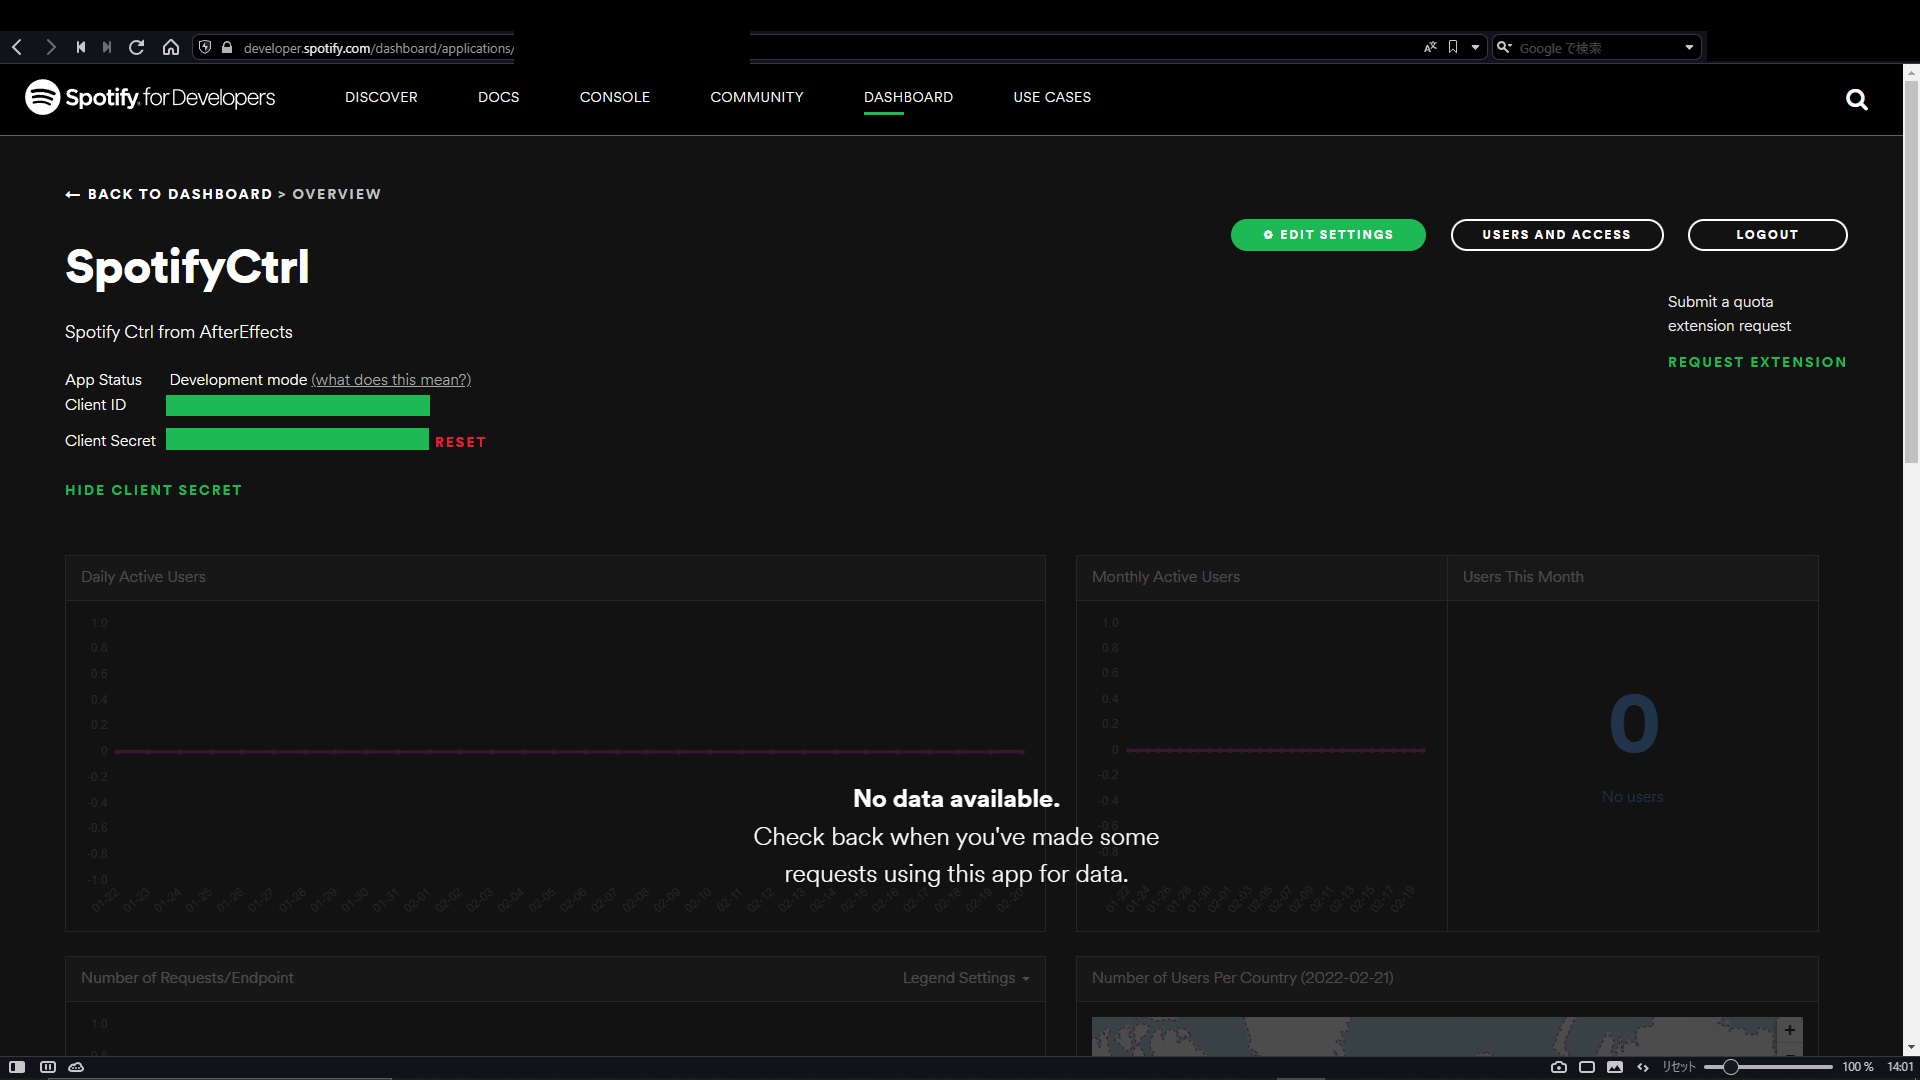 developer.spotify.com/dashboard/applications/
Google で検索
Spotify for Developers
DISCOVER
DOCS
CONSOLE
COMMUNITY
DASHBOARD
USE CASES
← BACK TO DASHBOARD > OVERVIEW
EDIT SETTINGS
USERS AND ACCESS
LOGOUT
SpotifyCtrl
Submit a quota
extension request
Spotify Ctrl from AfterEffects
REQUEST EXTENSION
App Status Development mode (what does this mean?)
Client ID
Client Secret RESET
HIDE CLIENT SECRET
Daily Active Users
1.0
0.8
0.6
0.4
0.2
0
-0.2
-0.4
-0.6
-0.8
-1.0
01-22 01-23 01-24 01-25 01-26 01-27 01-28 01-29 01-30 01-31 02-01 02-02 02-03 02-04 02-05 02-06 02-07 02-08 02-09 02-10 02-11 02-12 02-13 02-14 02-15 02-16 02-17 02-18 02-19 02-20
Monthly Active Users
1.0
0.8
0.6
0.4
0.2
0
-0.2
-0.4
-0.6
-0.8
01-22 01-24 01-26 01-28 01-30 02-01 02-03 02-05 02-07 02-09 02-11 02-13 02-15 02-17 02-19
Users This Month
0
No users
No data available.
Check back when you've made some
requests using this app for data.
Number of Requests/Endpoint
Legend Settings
1.0
0.8
Number of Users Per Country (2022-02-21)
+
リセット
100 %
14:01